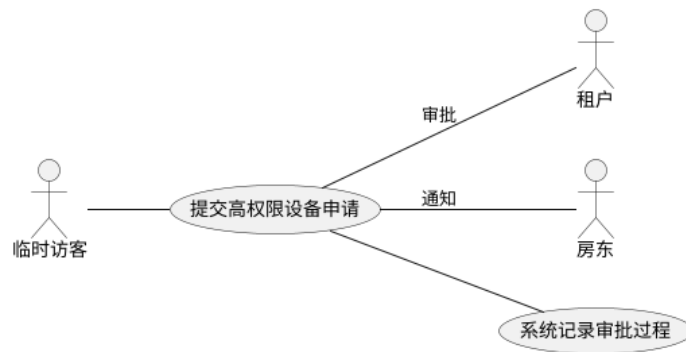 租户
审批
提交高权限设备申请
通知
临时访客
房东
系统记录审批过程